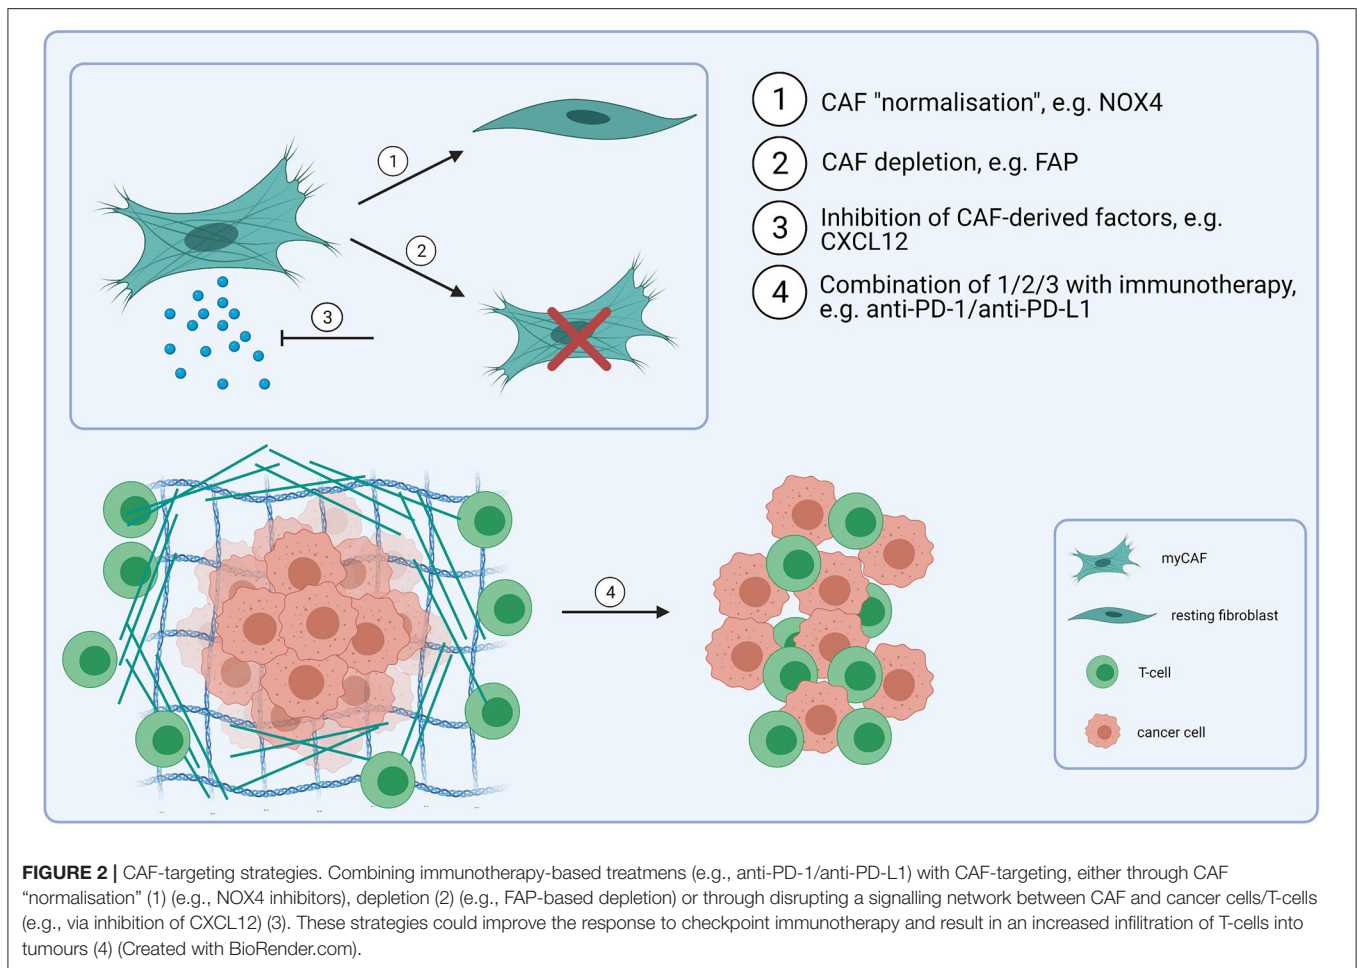 1
CAF "normalisation", e.g. NOX4
2
CAF depletion, e.g. FAP
3
Inhibition of CAF-derived factors, e.g.
CXCL12
4
Combination of 1/2/3 with immunotherapy,
e.g. anti-PD-1/anti-PD-L1
1
2
3
4
myCAF
resting fibroblast
T-cell
cancer cell
FIGURE 2 | CAF-targeting strategies. Combining immunotherapy-based treatmens (e.g., anti-PD-1/anti-PD-L1) with CAF-targeting, either through CAF
“normalisation” (1) (e.g., NOX4 inhibitors), depletion (2) (e.g., FAP-based depletion) or through disrupting a signalling network between CAF and cancer cells/T-cells
(e.g., via inhibition of CXCL12) (3). These strategies could improve the response to checkpoint immunotherapy and result in an increased infilitration of T-cells into
tumours (4) (Created with BioRender.com).